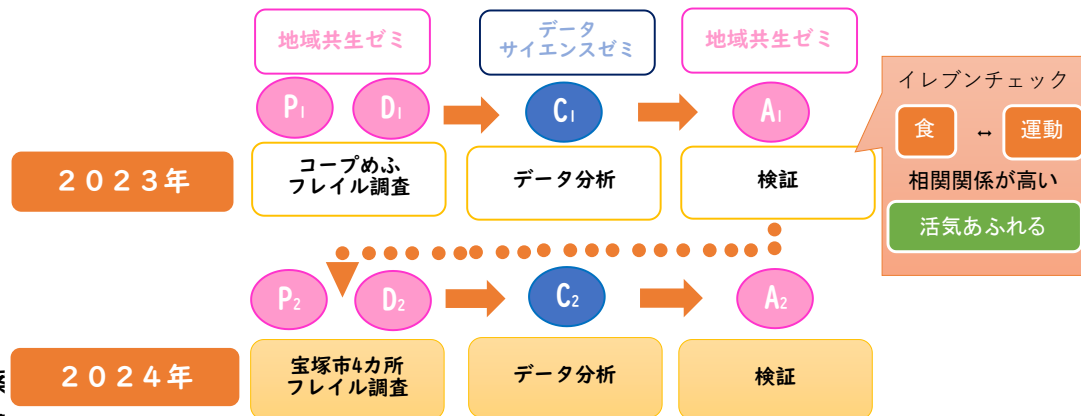 地域共生ゼミ
データ
サイエンスゼミ
地域共生ゼミ
P1
D1
C1
A1
2023年
コープめふ
フレイル調査
データ分析
検証
イレブンチェック
食
↔
運動
相関関係が高い
活気あふれる
P2
D2
C2
A2
2024年
宝塚市4カ所
フレイル調査
データ分析
検証